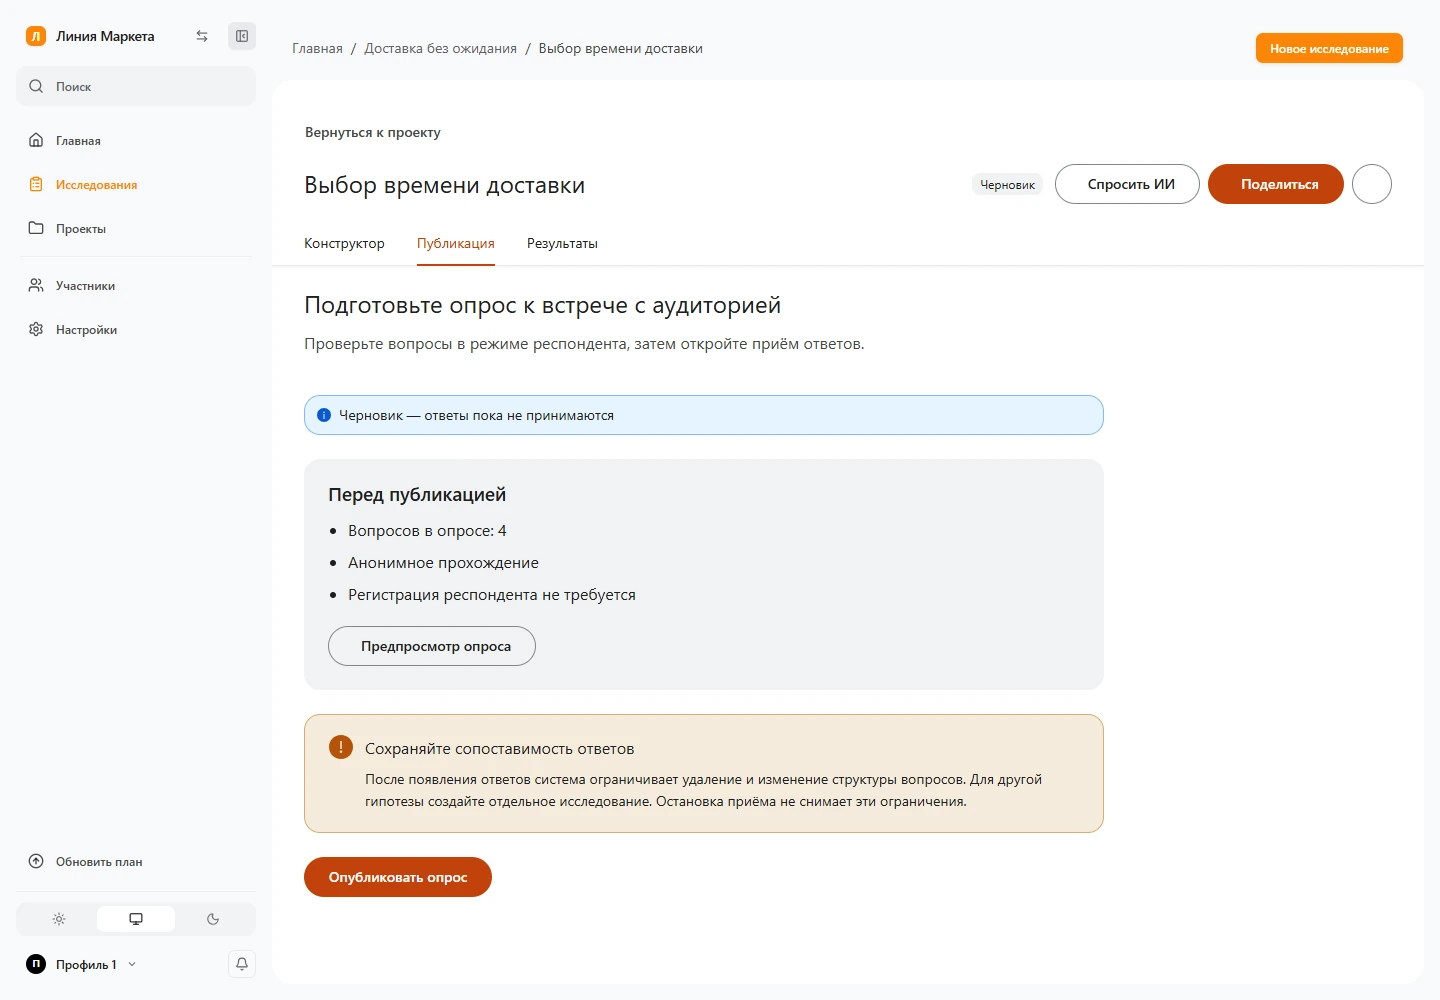 Л Линия Маркета
Поиск
Главная
Исследования
Проекты
Участники
Настройки
Обновить план
П Профиль 1
Главная / Доставка без ожидания / Выбор времени доставки
Новое исследование
Вернуться к проекту
Выбор времени доставки
Черновик
Спросить ИИ
Поделиться
Конструктор Публикация Результаты
Подготовьте опрос к встрече с аудиторией
Проверьте вопросы в режиме респондента, затем откройте приём ответов.
Черновик — ответы пока не принимаются
Перед публикацией
• Вопросов в опросе: 4
• Анонимное прохождение
• Регистрация респондента не требуется
Предпросмотр опроса
Сохраняйте сопоставимость ответов
После появления ответов система ограничивает удаление и изменение структуры вопросов. Для другой
гипотезы создайте отдельное исследование. Остановка приёма не снимает эти ограничения.
Опубликовать опрос